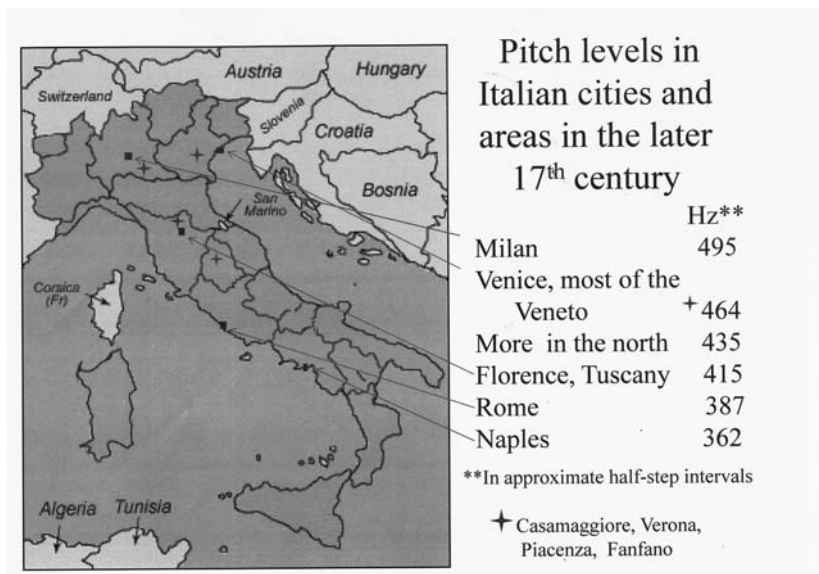 Pitch levels in
Italian cities and
areas in the later
17th century
Hz**
Milan 495
Venice, most of the
Veneto ✦464
More in the north 435
Florence, Tuscany 415
Rome 387
Naples 362
**In approximate half-step intervals
✦ Casamaggiore, Verona,
Piacenza, Fanfano
Austria
Hungary
Switzerland
Slovenia
Croatia
Bosnia
San
Marino
Corsica
(Fr)
Algeria
Tunisia